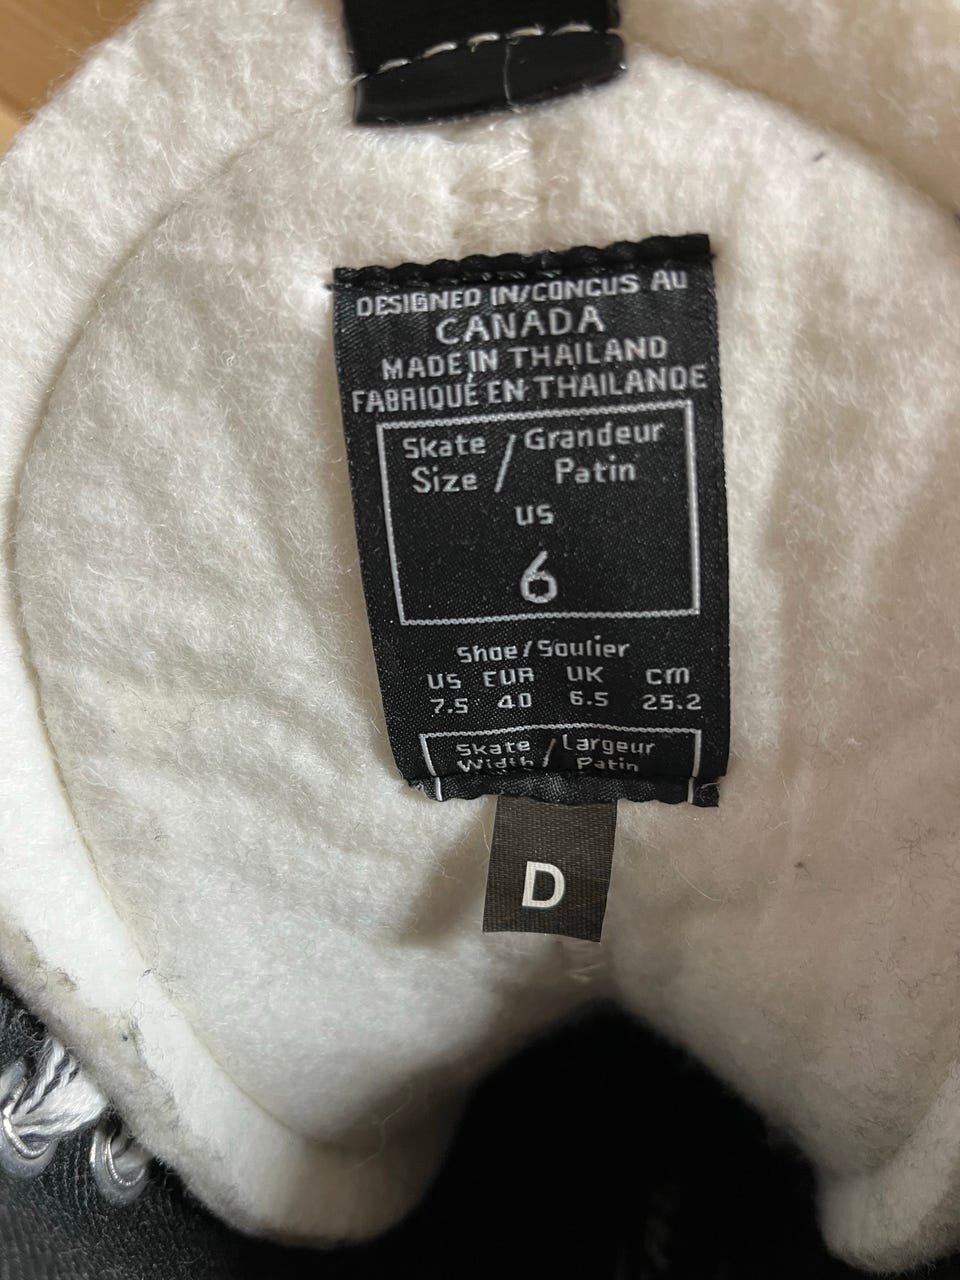 DESIGNED IN/CONCUS AU
CANADA
MADE IN THAILAND
FABRIQUÉ EN THAILANDE
Skate Size / Grandeur Patin
US
6
Shoe/Soulier
US EUR UK cm
7.5 40 6.5 25.2
Skate Width / Largeur Patin
D